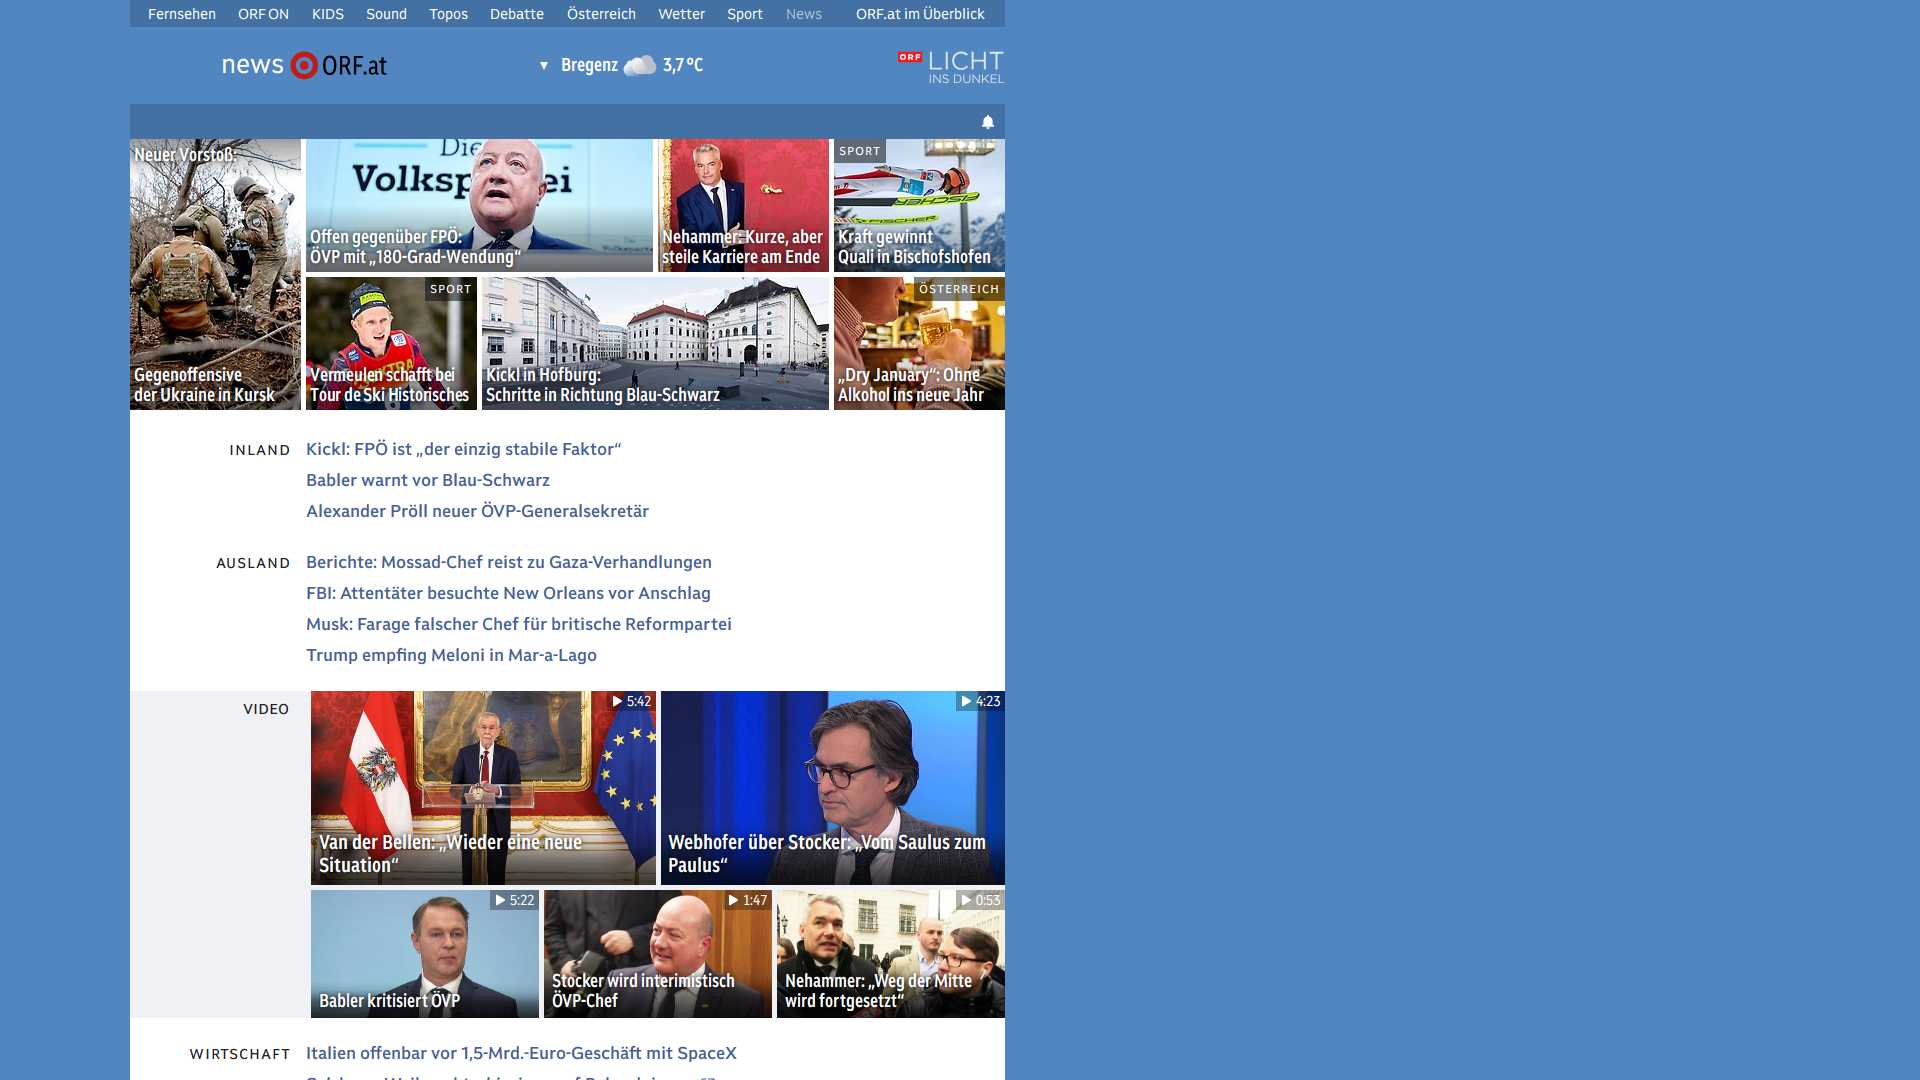 Fernsehen ORF ON KIDS Sound Topos Debatte Österreich Wetter Sport News ORF.at im Überblick
news ORF.at
Bregenz 3,7 °C
ORF LICHT
INS DUNKEL
Neuer Vorstoß:
Gegenoffensive
der Ukraine in Kursk
Die
Offen gegenüber FPÖ:
ÖVP mit „180-Grad-Wendung“
Nehammer: Kurze, aber
steile Karriere am Ende
SPORT
FISCHER
FISCHER
Kraft gewinnt
Quali in Bischofshofen
SPORT
Vermeulen schafft bei
Tour de Ski Historisches
Kickl in Hofburg:
Schritte in Richtung Blau-Schwarz
ÖSTERREICH
„Dry January“: Ohne
Alkohol ins neue Jahr
INLAND
Kickl: FPÖ ist „der einzig stabile Faktor“
Babler warnt vor Blau-Schwarz
Alexander Pröll neuer ÖVP-Generalsekretär
AUSLAND
Berichte: Mossad-Chef reist zu Gaza-Verhandlungen
FBI: Attentäter besuchte New Orleans vor Anschlag
Musk: Farage falscher Chef für britische Reformpartei
Trump empfing Meloni in Mar-a-Lago
VIDEO
5:42
Van der Bellen: „Wieder eine neue
Situation“
4:23
Webhofer über Stocker: „Vom Saulus zum
Paulus“
5:22
Babler kritisiert ÖVP
1:47
Stocker wird interimistisch
ÖVP-Chef
0:53
Nehammer: „Weg der Mitte
wird fortgesetzt“
WIRTSCHAFT
Italien offenbar vor 1,5-Mrd.-Euro-Geschäft mit SpaceX